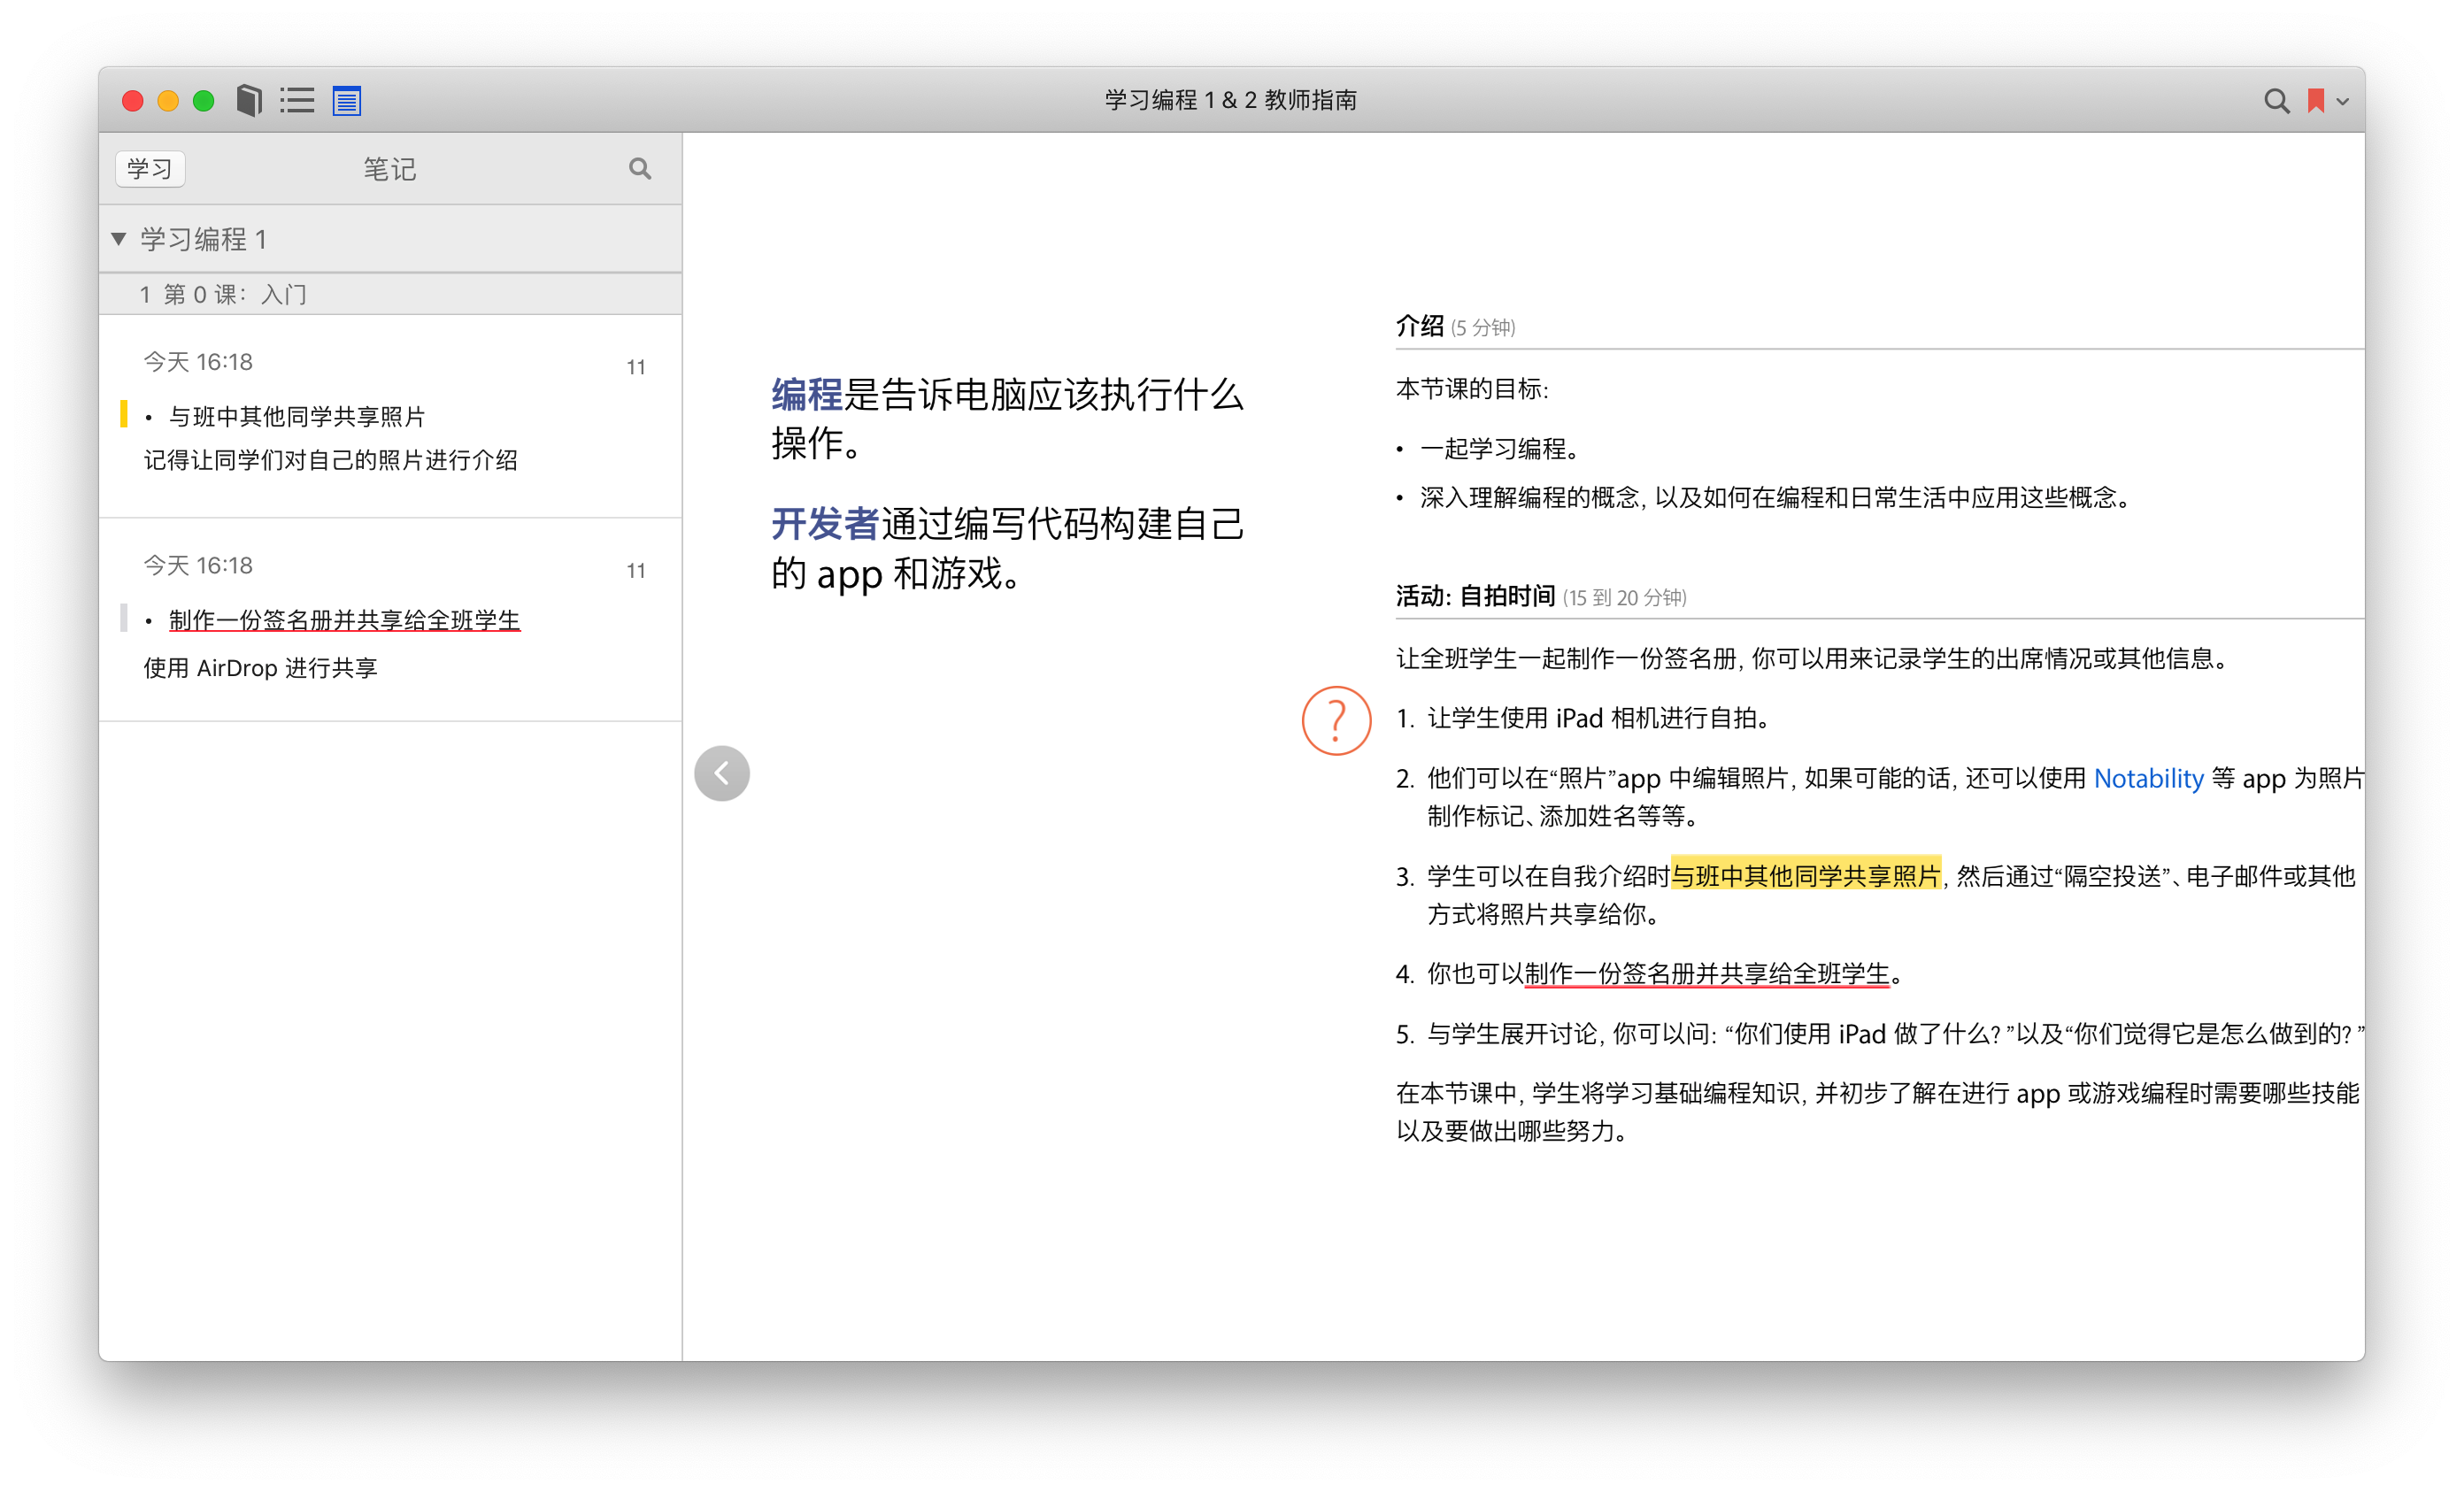 学习编程 1 & 2 教师指南
学习
笔记
学习编程 1
1 第 0 课：入门
今天 16:18
11
• 与班中其他同学共享照片
记得让同学们对自己的照片进行介绍
今天 16:18
11
• 制作一份签名册并共享给全班学生
使用 AirDrop 进行共享
编程是告诉电脑应该执行什么
操作。
开发者通过编写代码构建自己
的 app 和游戏。
介绍 (5 分钟)
本节课的目标:
• 一起学习编程。
• 深入理解编程的概念, 以及如何在编程和日常生活中应用这些概念。
活动: 自拍时间 (15 到 20 分钟)
让全班学生一起制作一份签名册, 你可以用来记录学生的出席情况或其他信息。
?
1. 让学生使用 iPad 相机进行自拍。
2. 他们可以在“照片”app 中编辑照片, 如果可能的话, 还可以使用 Notability 等 app 为照片
制作标记、添加姓名等等。
3. 学生可以在自我介绍时与班中其他同学共享照片, 然后通过“隔空投送”、电子邮件或其他
方式将照片共享给你。
4. 你也可以制作一份签名册并共享给全班学生。
5. 与学生展开讨论, 你可以问: “你们使用 iPad 做了什么? ”以及“你们觉得它是怎么做到的? ”
在本节课中, 学生将学习基础编程知识, 并初步了解在进行 app 或游戏编程时需要哪些技能
以及要做出哪些努力。